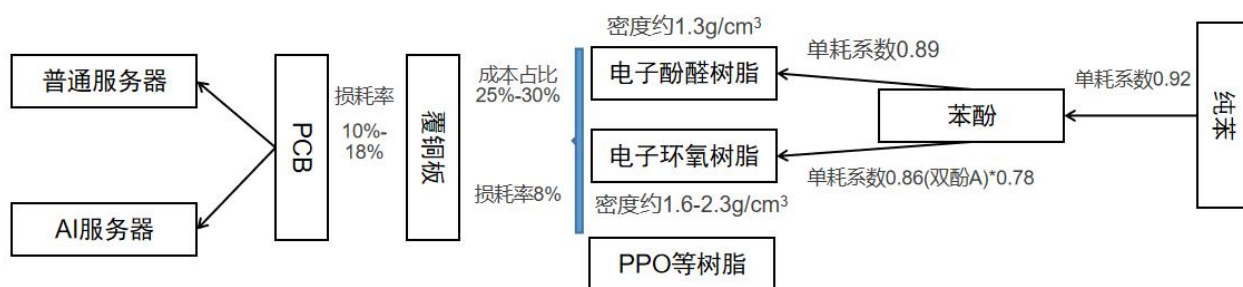 普通服务器
AI服务器
PCB
损耗率
10%-
18%
覆铜板
成本占比
25%-30%
损耗率8%
密度约1.3g/cm³
电子酚醛树脂
电子环氧树脂
密度约1.6-2.3g/cm³
PPO等树脂
单耗系数0.89
单耗系数0.86(双酚A)*0.78
苯酚
单耗系数0.92
纯苯